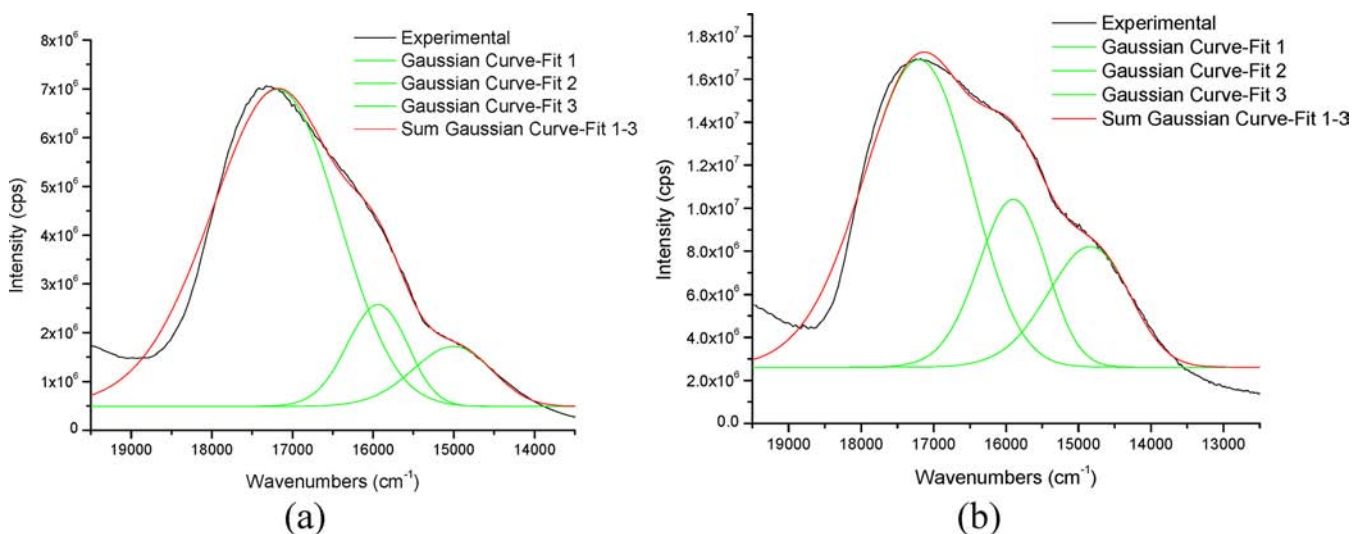 8x10⁶
7x10⁶
6x10⁶
5x10⁶
4x10⁶
3x10⁶
2x10⁶
1x10⁶
0
Intensity (cps)
Experimental
Gaussian Curve-Fit 1
Gaussian Curve-Fit 2
Gaussian Curve-Fit 3
Sum Gaussian Curve-Fit 1-3
19000 18000 17000 16000 15000 14000
Wavenumbers (cm⁻¹)
(a)
1.8x10⁷
1.6x10⁷
1.4x10⁷
1.2x10⁷
1.0x10⁷
8.0x10⁶
6.0x10⁶
4.0x10⁶
2.0x10⁶
0.0
Intensity (cps)
Experimental
Gaussian Curve-Fit 1
Gaussian Curve-Fit 2
Gaussian Curve-Fit 3
Sum Gaussian Curve-Fit 1-3
19000 18000 17000 16000 15000 14000 13000
Wavenumbers (cm⁻¹)
(b)